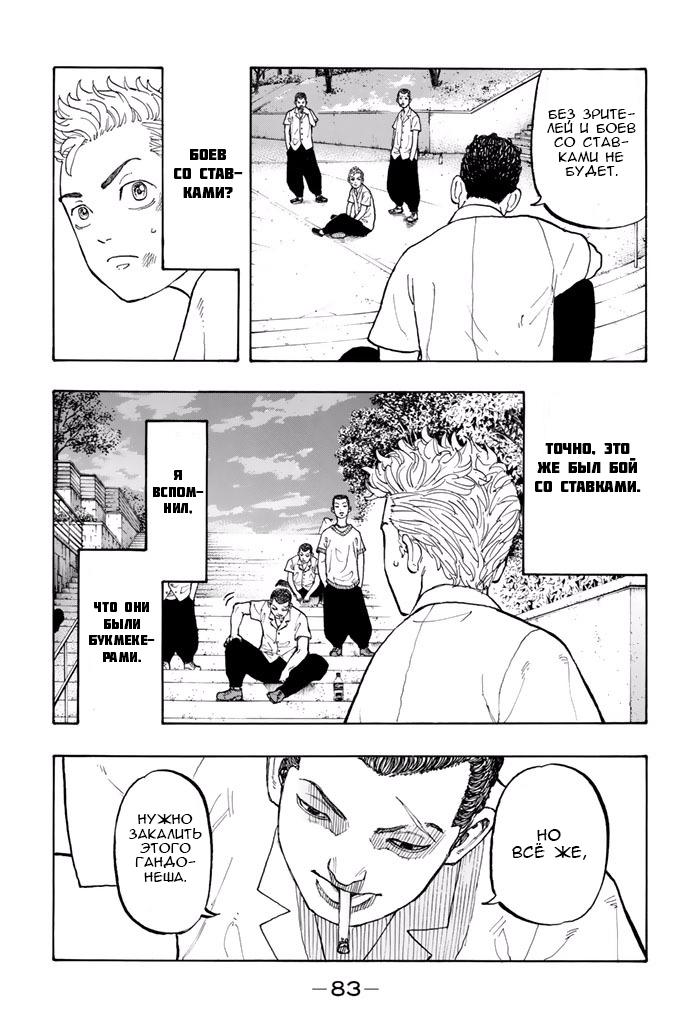 БЕЗ ЗРИТЕ-
ЛЕЙ И БОЕВ
СО СТАВ-
КАМИ НЕ
БУДЕТ.
БОЕВ
СО СТАВ-
КАМИ?
ТОЧНО, ЭТО
ЖЕ БЫЛ БОЙ
СО СТАВКАМИ.
Я
ВСПОМ-
НИЛ,
ЧТО ОНИ
БЫЛИ
БУКМЕКЕ-
РАМИ.
НО
ВСЁ ЖЕ,
НУЖНО
ЗАКАЛИТЬ
ЭТОГО
ГАНДО-
НЕША.
—83—